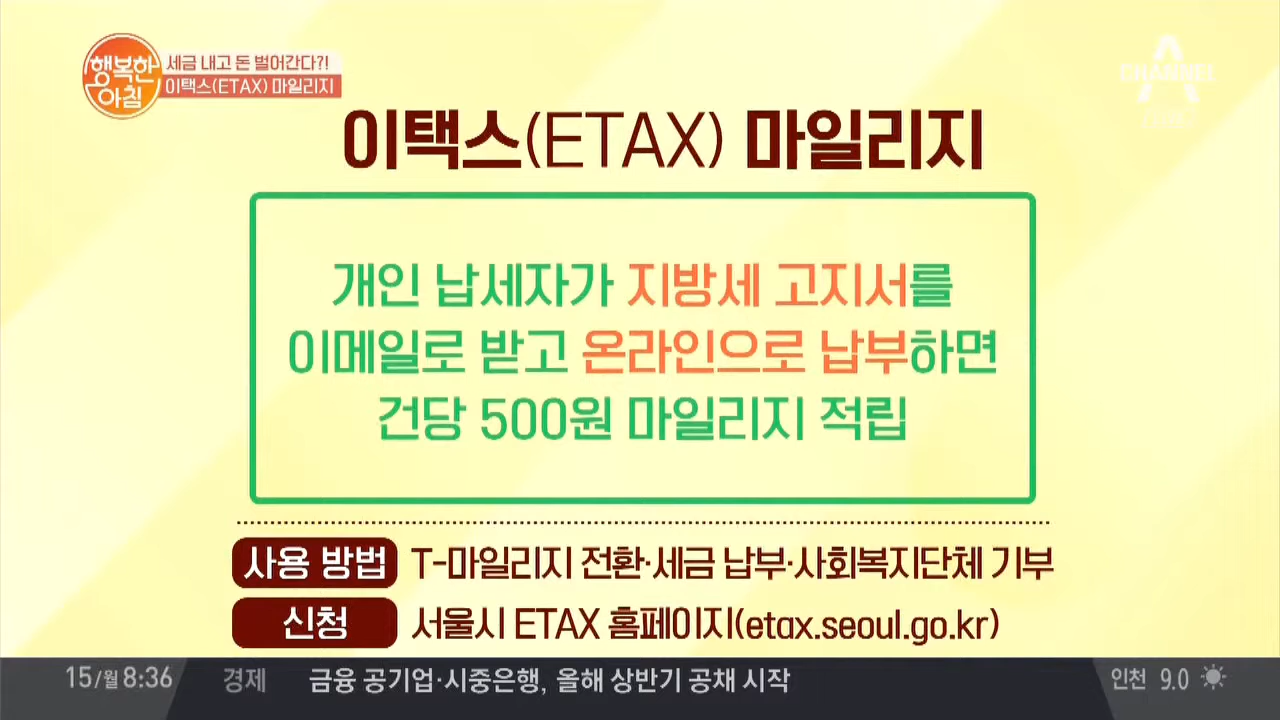 행복한 아침
세금 내고 돈 벌어간다?!
이택스(ETAX) 마일리지
CHANNEL A
이택스(ETAX) 마일리지
개인 납세자가 지방세 고지서를
이메일로 받고 온라인으로 납부하면
건당 500원 마일리지 적립
사용 방법 T-마일리지 전환·세금 납부·사회복지단체 기부
신청 서울시 ETAX 홈페이지(etax.seoul.go.kr)
15/월 8:36 경제 금융 공기업·시중은행, 올해 상반기 공채 시작 인천 9.0